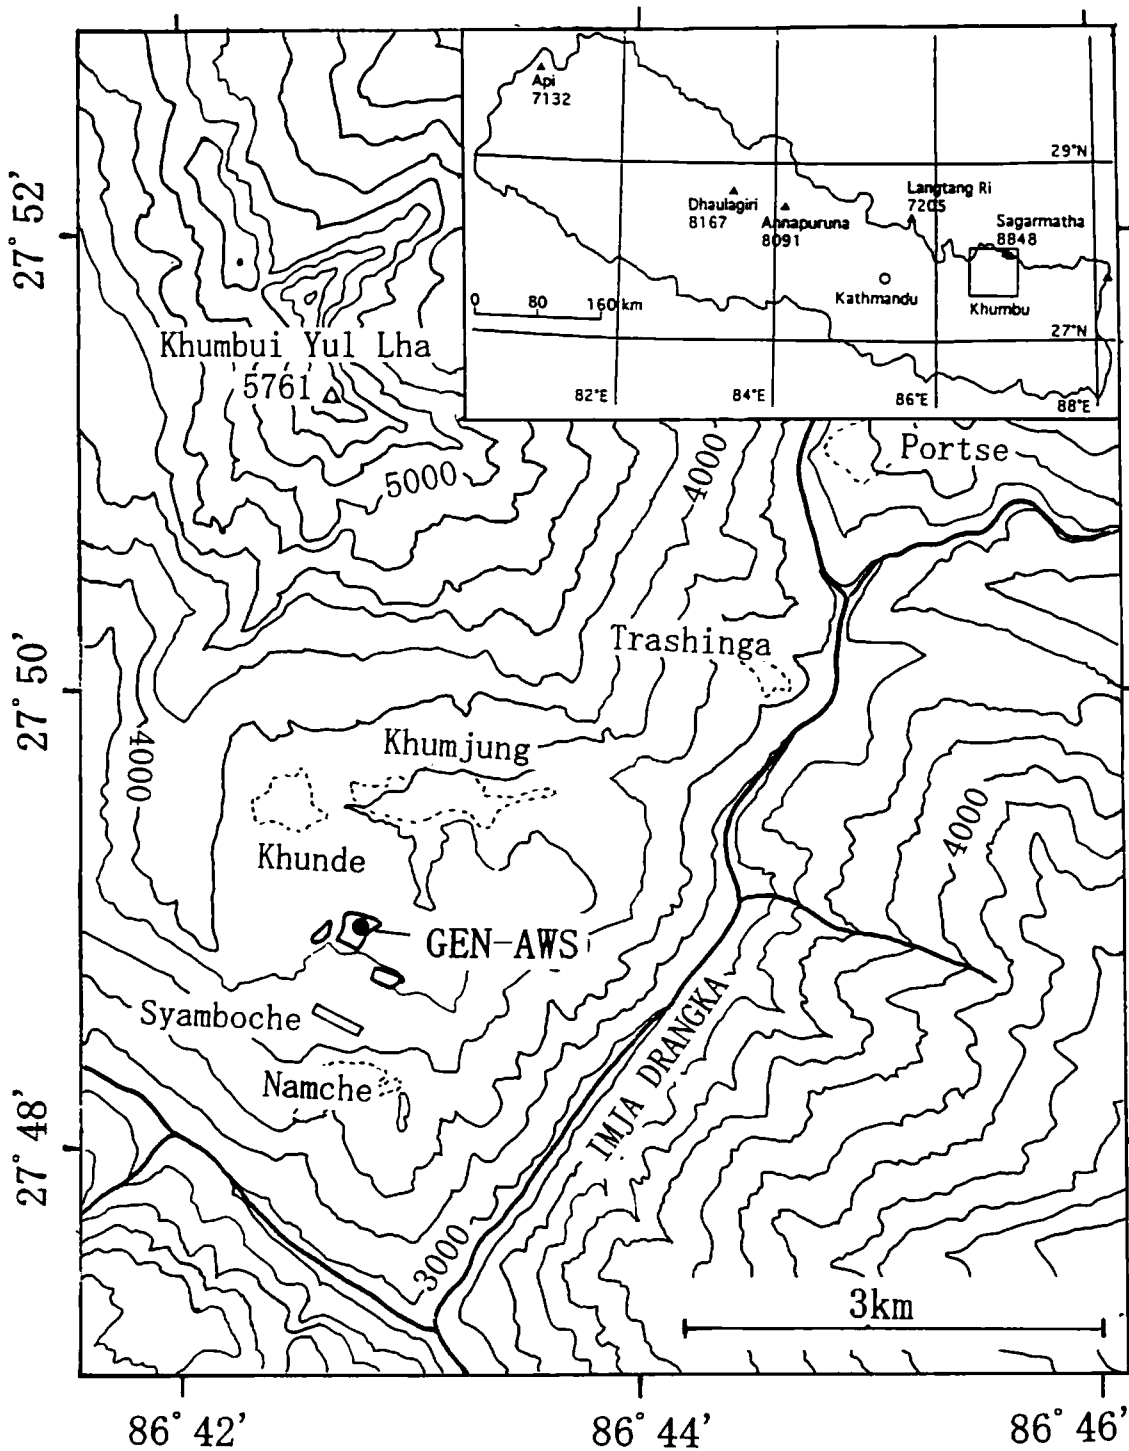 Api
7132
29°N
Dhaulagiri
8167
Annapuruna
8091
Langtang Ri
7205
Sagarmatha
8848
Kathmandu
Khumbu
0 80 160 km
27°N
82°E
84°E
86°E
88°E
27° 52'
Khumbui Yul Lha
5761
5000
4000
Portse
Trashinga
27° 50'
4000
Khumjung
4000
Khunde
GEN-AWS
Syamboche
Namche
IMJA DRANGKA
27° 48'
3000
3km
86° 42'
86° 44'
86° 46'